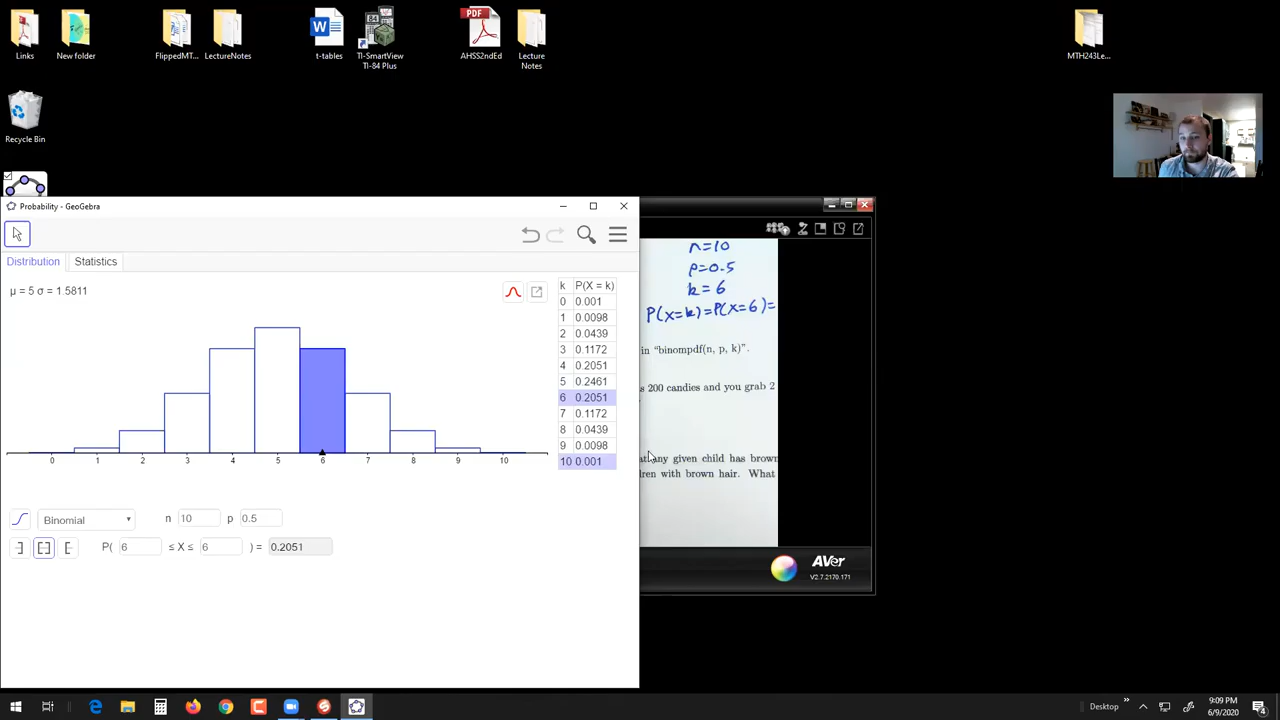 Links
New folder
FlippedMT...
LectureNotes
t-tables
TI-SmartView
TI-84 Plus
AHSS2ndEd
Lecture
Notes
MTH243Le...
PDF
Recycle Bin
Probability - GeoGebra
Distribution
Statistics
μ = 5 σ = 1.5811
k P(X = k)
0 0.001
1 0.0098
2 0.0439
3 0.1172
4 0.2051
5 0.2461
6 0.2051
7 0.1172
8 0.0439
9 0.0098
10 0.001
0 1 2 3 4 5 6 7 8 9 10
Binomial n 10 p 0.5
P( 6 ≤ X ≤ 6 ) = 0.2051
n=10
p=0.5
k=6
P(x=k)=P(x=6)=
in "binompdf(n, p, k)".
s 200 candies and you grab 2
at any given child has brown
dren with brown hair. What
AVer
V2.7.2170.171
Desktop
9:09 PM
6/9/2020
4